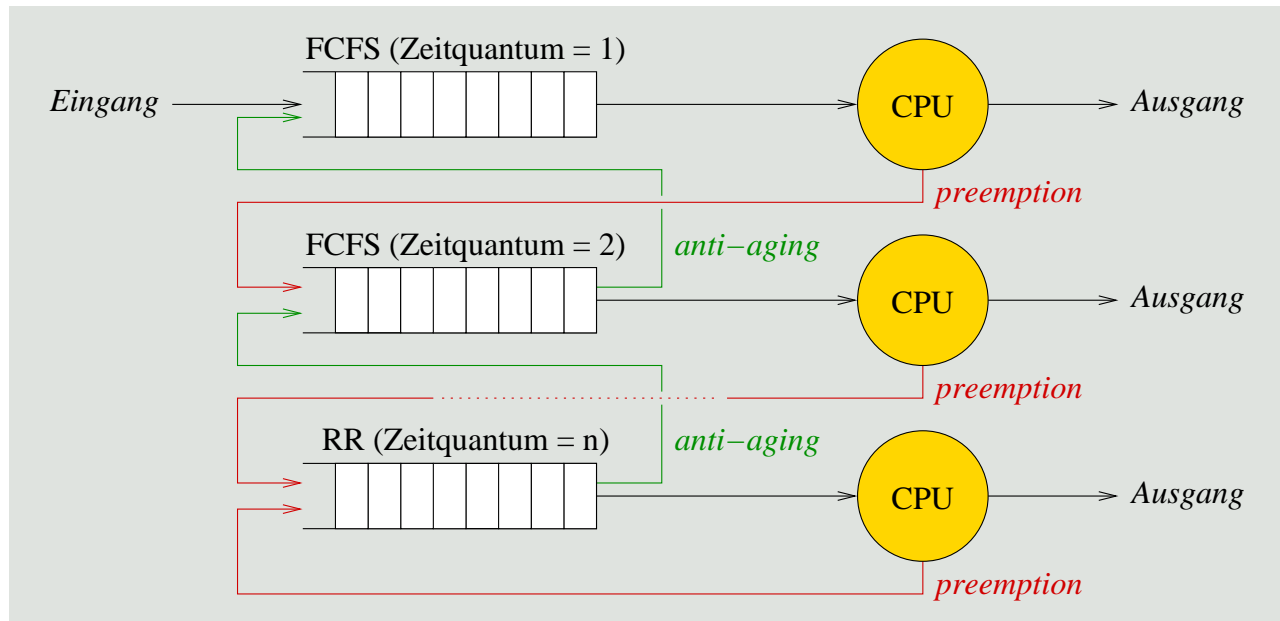 FCFS (Zeitquantum = 1)
Eingang
CPU
Ausgang
preemption
FCFS (Zeitquantum = 2)
anti−aging
CPU
Ausgang
preemption
RR (Zeitquantum = n)
anti−aging
CPU
Ausgang
preemption